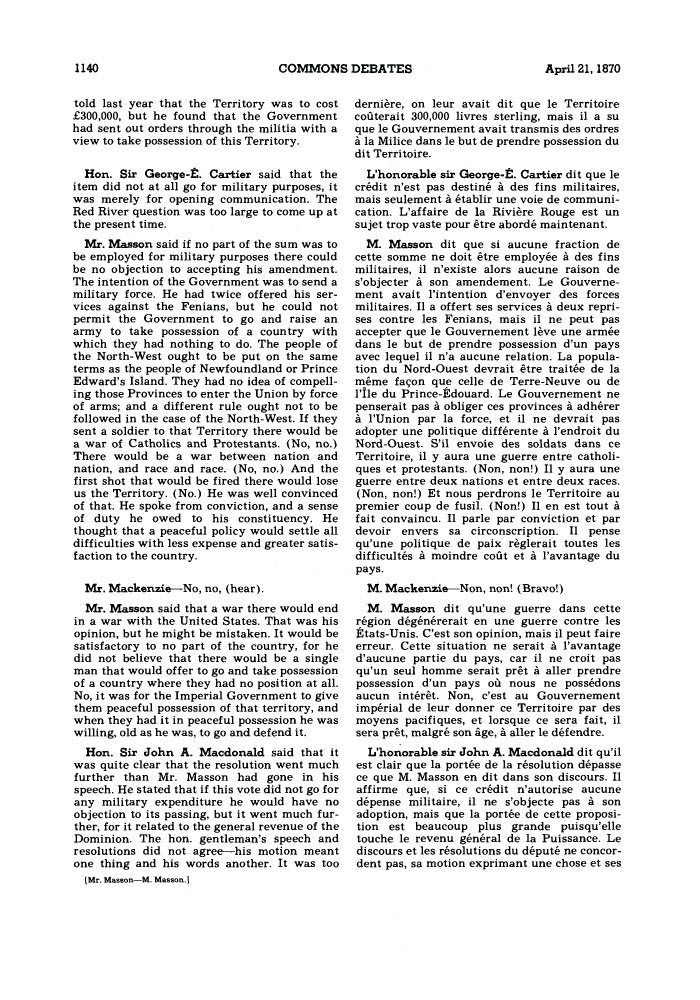 1140
COMMONS DEBATES
April 21, 1870
told last year that the Territory was to cost
£300,000, but he found that the Government
had sent out orders through the militia with a
view to take possession of this Territory.
Hon. Sir George-É. Cartier said that the
item did not at all go for military purposes, it
was merely for opening communication. The
Red River question was too large to come up at
the present time.
Mr. Masson said if no part of the sum was to
be employed for military purposes there could
be no objection to accepting his amendment.
The intention of the Government was to send a
military force. He had twice offered his ser-
vices against the Fenians, but he could not
permit the Government to go and raise an
army to take possession of a country with
which they had nothing to do. The people of
the North-West ought to be put on the same
terms as the people of Newfoundland or Prince
Edward's Island. They had no idea of compell-
ing those Provinces to enter the Union by force
of arms; and a different rule ought not to be
followed in the case of the North-West. If they
sent a soldier to that Territory there would be
a war of Catholics and Protestants. (No, no.)
There would be a war between nation and
nation, and race and race. (No, no.) And the
first shot that would be fired there would lose
us the Territory. (No.) He was well convinced
of that. He spoke from conviction, and a sense
of duty he owed to his constituency. He
thought that a peaceful policy would settle all
difficulties with less expense and greater satis-
faction to the country.
Mr. Mackenzie—No, no, (hear).
Mr. Masson said that a war there would end
in a war with the United States. That was his
opinion, but he might be mistaken. It would be
satisfactory to no part of the country, for he
did not believe that there would be a single
man that would offer to go and take possession
of a country where they had no position at all.
No, it was for the Imperial Government to give
them peaceful possession of that territory, and
when they had it in peaceful possession he was
willing, old as he was, to go and defend it.
Hon. Sir John A. Macdonald said that it
was quite clear that the resolution went much
further than Mr. Masson had gone in his
speech. He stated that if this vote did not go for
any military expenditure he would have no
objection to its passing, but it went much fur-
ther, for it related to the general revenue of the
Dominion. The hon. gentleman's speech and
resolutions did not agree—his motion meant
one thing and his words another. It was too
[Mr. Masson—M. Masson.]
dernière, on leur avait dit que le Territoire
coûterait 300,000 livres sterling, mais il a su
que le Gouvernement avait transmis des ordres
à la Milice dans le but de prendre possession du
dit Territoire.
L'honorable sir George-É. Cartier dit que le
crédit n'est pas destiné à des fins militaires,
mais seulement à établir une voie de communi-
cation. L'affaire de la Rivière Rouge est un
sujet trop vaste pour être abordé maintenant.
M. Masson dit que si aucune fraction de
cette somme ne doit être employée à des fins
militaires, il n'existe alors aucune raison de
s'objecter à son amendement. Le Gouverne-
ment avait l'intention d'envoyer des forces
militaires. Il a offert ses services à deux repri-
ses contre les Fenians, mais il ne peut pas
accepter que le Gouvernement lève une armée
dans le but de prendre possession d'un pays
avec lequel il n'a aucune relation. La popula-
tion du Nord-Ouest devrait être traitée de la
même façon que celle de Terre-Neuve ou de
l'Île du Prince-Édouard. Le Gouvernement ne
penserait pas à obliger ces provinces à adhérer
à l'Union par la force, et il ne devrait pas
adopter une politique différente à l'endroit du
Nord-Ouest. S'il envoie des soldats dans ce
Territoire, il y aura une guerre entre catholi-
ques et protestants. (Non, non!) Il y aura une
guerre entre deux nations et entre deux races.
(Non, non!) Et nous perdrons le Territoire au
premier coup de fusil. (Non!) Il en est tout à
fait convaincu. Il parle par conviction et par
devoir envers sa circonscription. Il pense
qu'une politique de paix règlerait toutes les
difficultés à moindre coût et à l'avantage du
pays.
M. Mackenzie—Non, non! (Bravo!)
M. Masson dit qu'une guerre dans cette
région dégénérerait en une guerre contre les
États-Unis. C'est son opinion, mais il peut faire
erreur. Cette situation ne serait à l'avantage
d'aucune partie du pays, car il ne croit pas
qu'un seul homme serait prêt à aller prendre
possession d'un pays où nous ne possédons
aucun intérêt. Non, c'est au Gouvernement
impérial de leur donner ce Territoire par des
moyens pacifiques, et lorsque ce sera fait, il
sera prêt, malgré son âge, à aller le défendre.
L'honorable sir John A. Macdonald dit qu'il
est clair que la portée de la résolution dépasse
ce que M. Masson en dit dans son discours. Il
affirme que, si ce crédit n'autorise aucune
dépense militaire, il ne s'objecte pas à son
adoption, mais que la portée de cette proposi-
tion est beaucoup plus grande puisqu'elle
touche le revenu général de la Puissance. Le
discours et les résolutions du député ne concor-
dent pas, sa motion exprimant une chose et ses